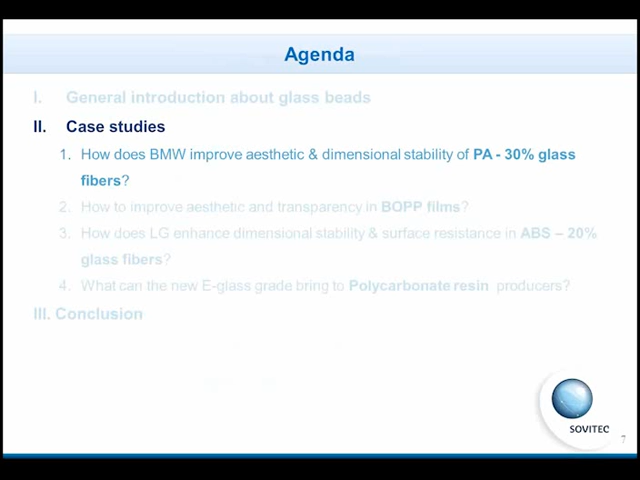 Agenda
I. General introduction about glass beads
II. Case studies
1. How does BMW improve aesthetic & dimensional stability of PA - 30% glass
fibers?
2. How to improve aesthetic and transparency in BOPP films?
3. How does LG enhance dimensional stability & surface resistance in ABS – 20%
glass fibers?
4. What can the new E-glass grade bring to Polycarbonate resin producers?
III. Conclusion
SOVITEC
7